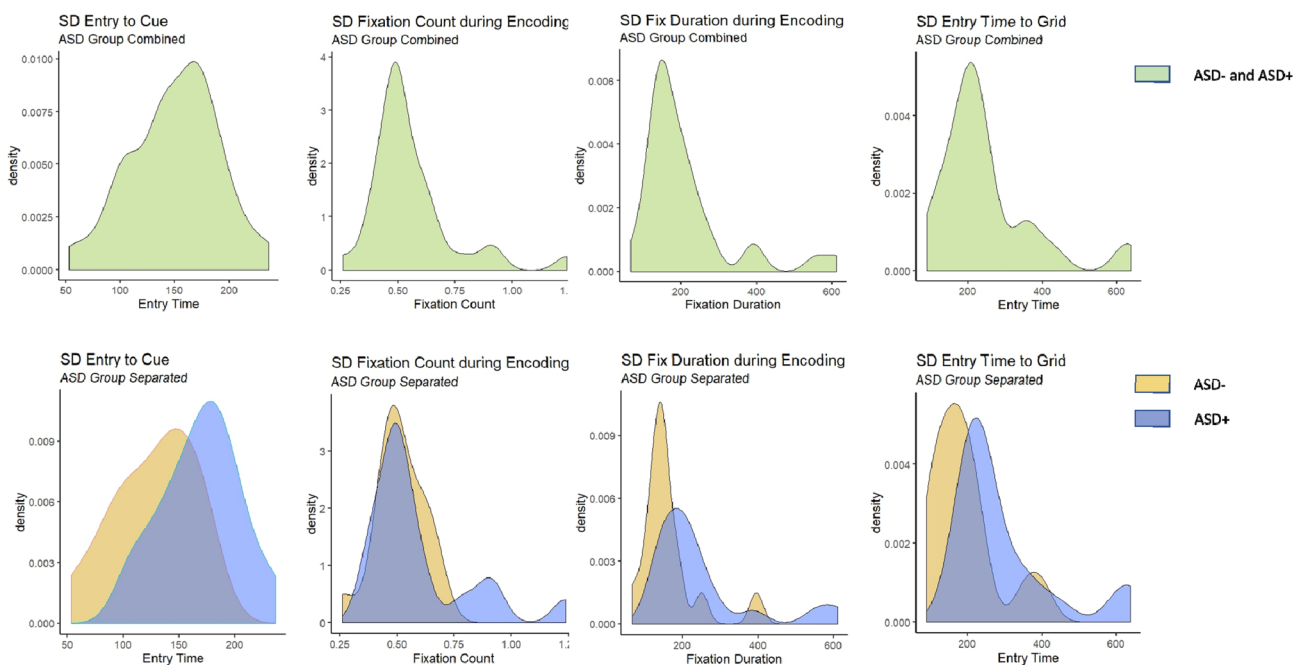 SD Entry to Cue
ASD Group Combined
0.0100
0.0075
0.0050
0.0025
0.0000
density
50 100 150 200
Entry Time
SD Fixation Count during Encoding
ASD Group Combined
4
3
2
1
0
density
0.25 0.50 0.75 1.00 1.
Fixation Count
SD Fix Duration during Encoding
ASD Group Combined
0.006
0.004
0.002
0.000
density
200 400 600
Fixation Duration
SD Entry Time to Grid
ASD Group Combined
0.004
0.002
0.000
density
200 400 600
Entry Time
ASD- and ASD+
SD Entry to Cue
ASD Group Separated
0.009
0.006
0.003
0.000
density
50 100 150 200
Entry Time
SD Fixation Count during Encoding
ASD Group Separated
3
2
1
0
density
0.25 0.50 0.75 1.00 1.2
Fixation Count
SD Fix Duration during Encoding
ASD Group Separated
0.009
0.006
0.003
0.000
density
200 400 600
Fixation Duration
SD Entry Time to Grid
ASD Group Separated
0.004
0.002
0.000
density
200 400 600
Entry Time
ASD-
ASD+